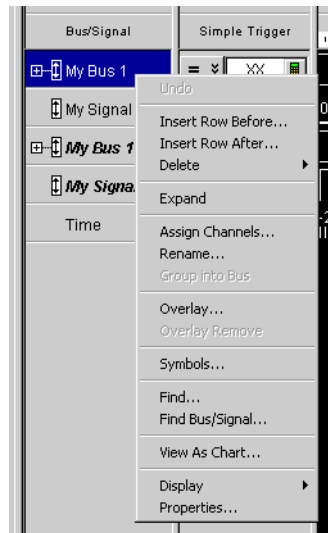 Bus/Signal
Simple Trigger
My Bus 1
= XX
Undo
My Signal
Insert Row Before...
Insert Row After...
My Bus 1
Delete
My Signa
Expand
Time
Assign Channels...
Rename...
Group into Bus
Overlay...
Overlay Remove
Symbols...
Find...
Find Bus/Signal...
View As Chart...
Display
Properties...